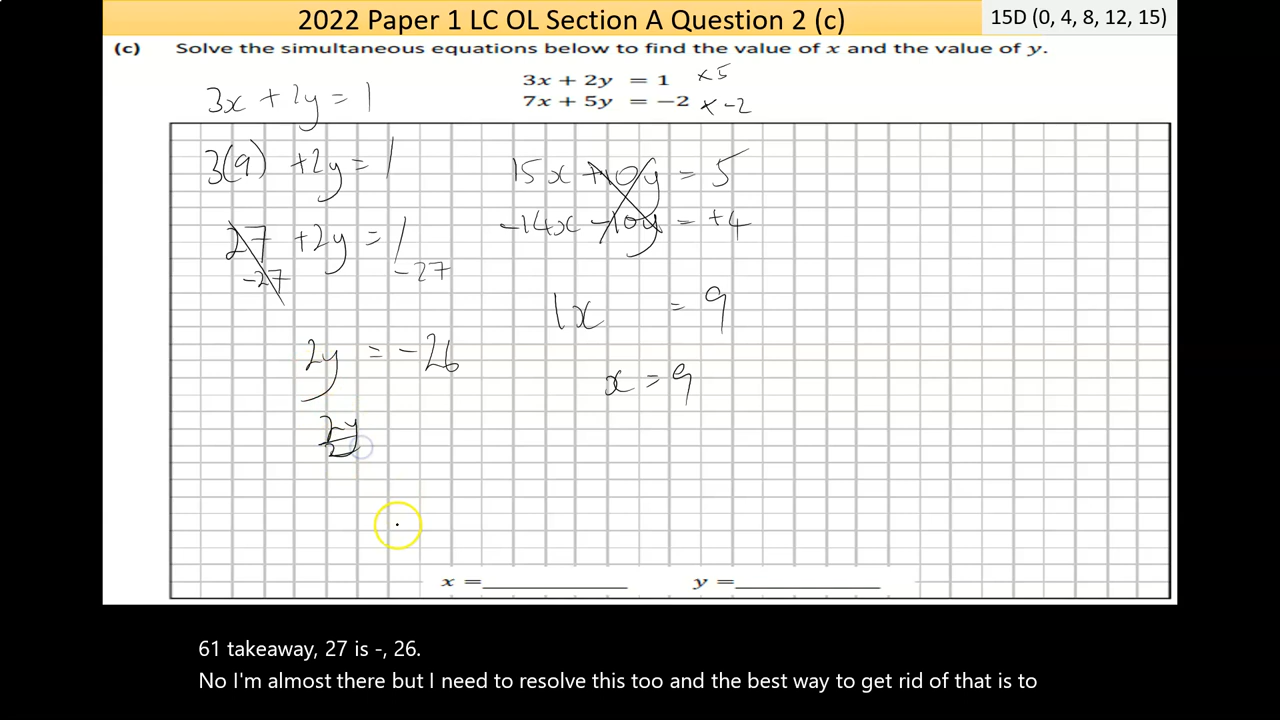 2022 Paper 1 LC OL Section A Question 2 (c)
15D (0, 4, 8, 12, 15)
(c) Solve the simultaneous equations below to find the value of x and the value of y.
3x + 2y = 1 ×5
7x + 5y = −2 × −2
3x + 2y = 1
3(9) + 2y = 1
27 + 2y = 1
−27 −27
2y = −26
2y
2
15x + 10y = 5
−14x − 10y = +4
1x = 9
x = 9
x = y =
61 takeaway, 27 is -, 26.
No I'm almost there but I need to resolve this too and the best way to get rid of that is to